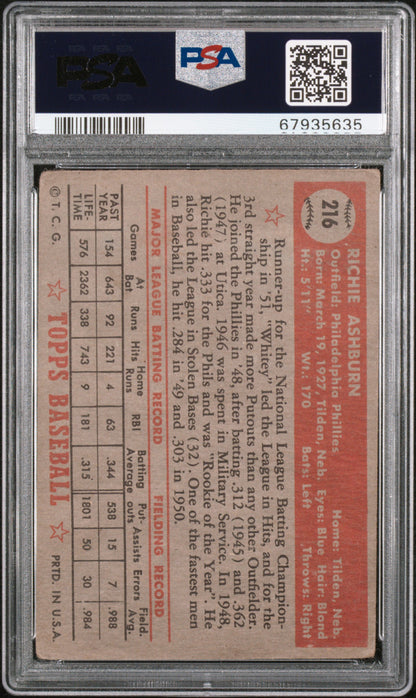 PSA
PSA
67935635
216
RICHIE ASHBURN
Outfield: Philadelphia Phillies Home: Tilden, Neb.
Born: March 19, 1927, Tilden, Neb. Eyes: Blue Hair: Blond
Ht.: 5'11" Wt.: 170 Bats: Left Throws: Right
Runner-up for the National League Batting Champion-
ship in '51, "Whitey" led the League in Hits, and for the
3rd straight year made more Putouts than any other Outfielder.
He joined the Phillies in '48, after batting .312 (1945) and .362
(1947) at Utica. 1946 was spent in Military Service. In 1948,
Richie hit .333 for the Phils and was "Rookie of the Year". He
also led the League in Stolen Bases (32). One of the fastest men
in Baseball, he hit .284 in '49 and .303 in 1950.
MAJOR LEAGUE BATTING RECORD FIELDING RECORD
Games At Bat Runs Hits Home Runs RBI Batting Average Put-outs Assists Errors Field. Avg.
PAST YEAR 154 643 92 221 4 63 .344 538 15 7 .988
LIFE-TIME 576 2362 338 743 9 181 .315 1801 50 30 .984
© T. C. G. TOPPS BASEBALL PRTD. IN U.S.A.